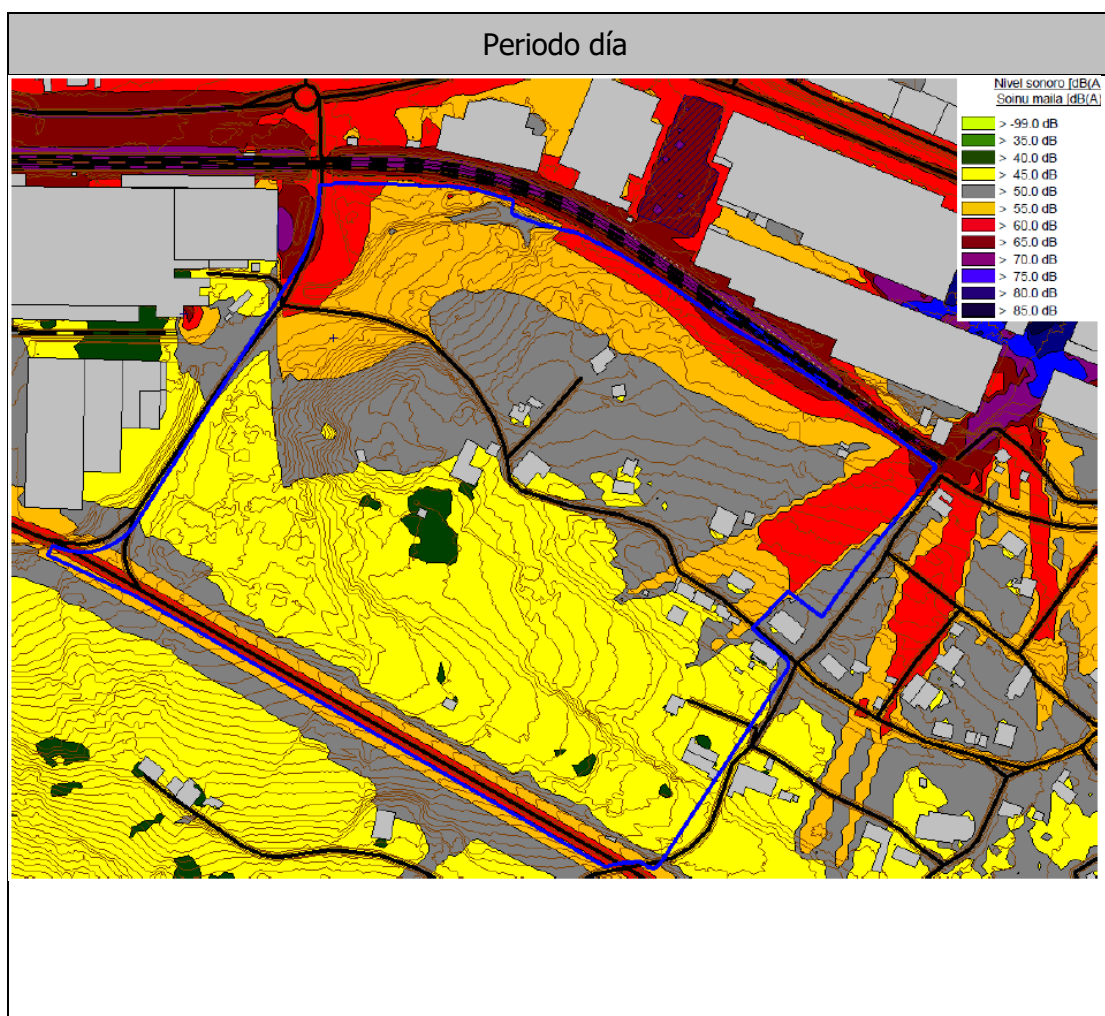 Periodo día
Nivel sonoro [dB(A
Soinu maila [dB(A)
> -99.0 dB
> 35.0 dB
> 40.0 dB
> 45.0 dB
> 50.0 dB
> 55.0 dB
> 60.0 dB
> 65.0 dB
> 70.0 dB
> 75.0 dB
> 80.0 dB
> 85.0 dB